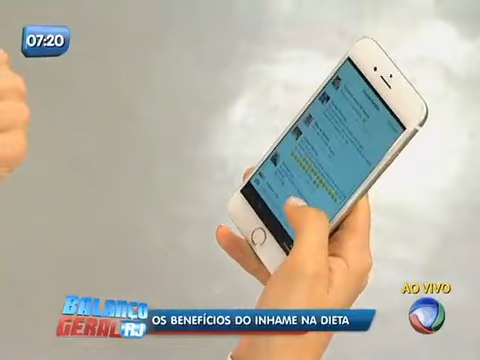 07:20
AO VIVO
BALANÇO
GERAL RJ
OS BENEFÍCIOS DO INHAME NA DIETA